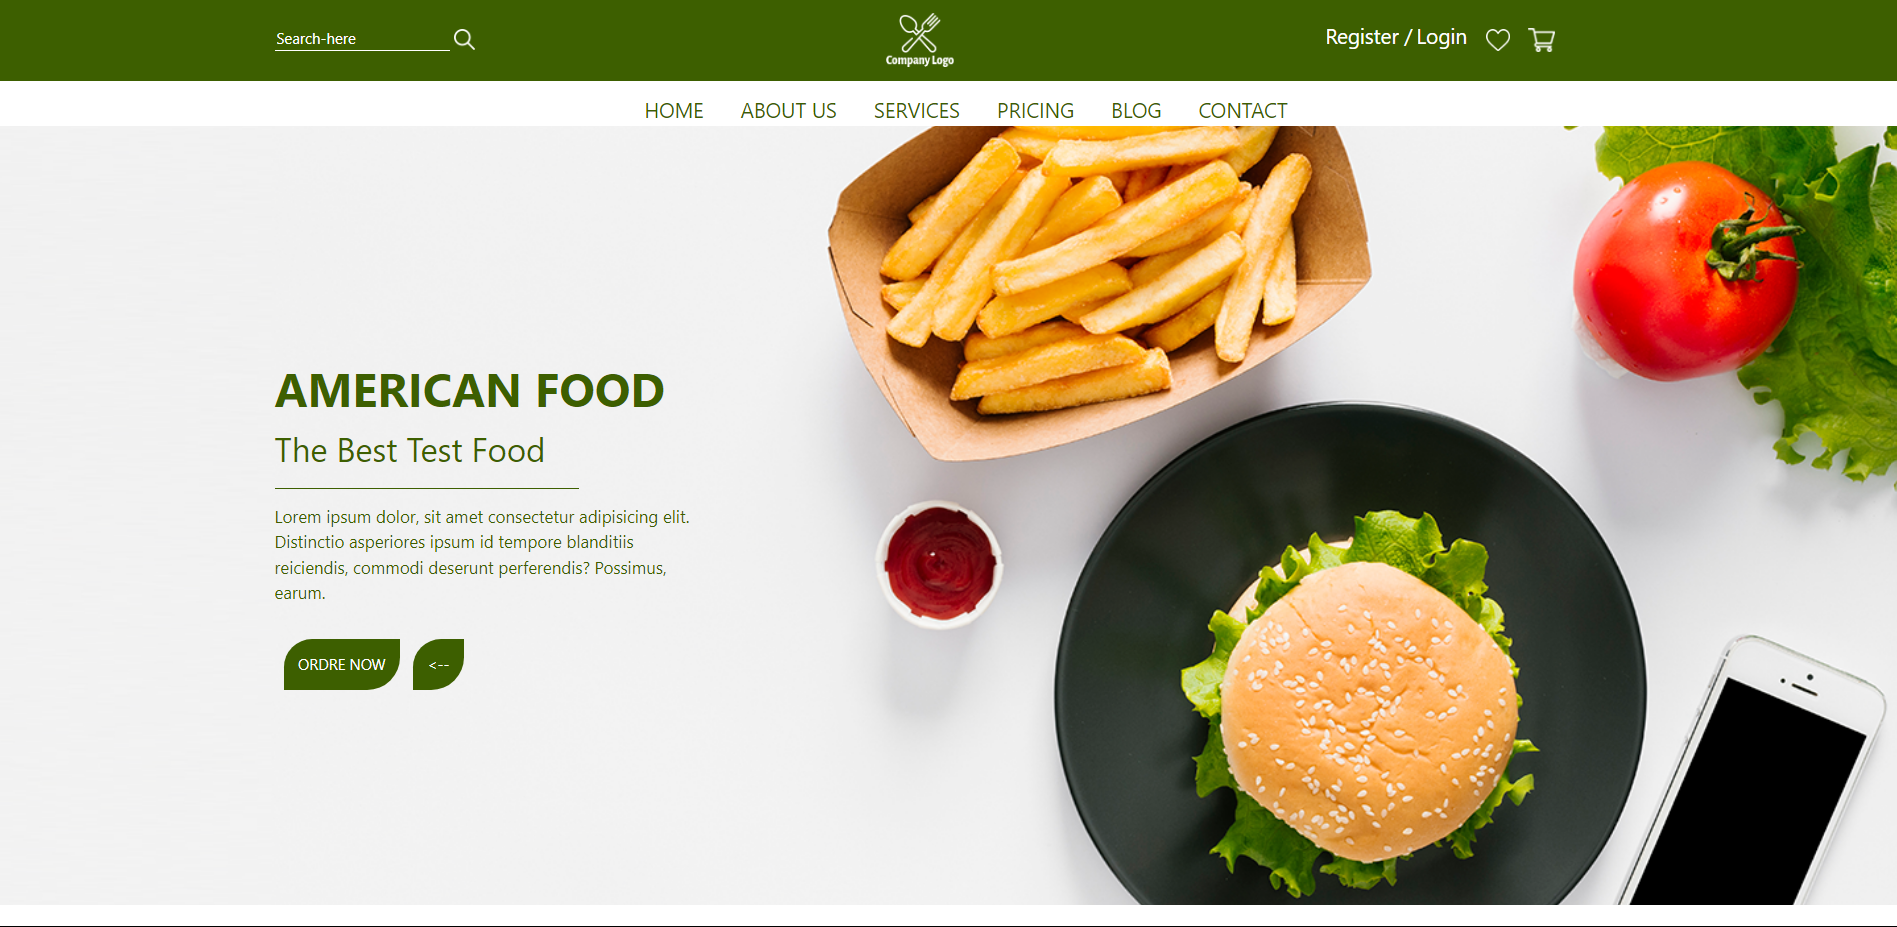 Search-here
Company Logo
Register / Login
HOME ABOUT US SERVICES PRICING BLOG CONTACT
AMERICAN FOOD
The Best Test Food
Lorem ipsum dolor, sit amet consectetur adipisicing elit.
Distinctio asperiores ipsum id tempore blanditiis
reiciendis, commodi deserunt perferendis? Possimus,
earum.
ORDRE NOW <--